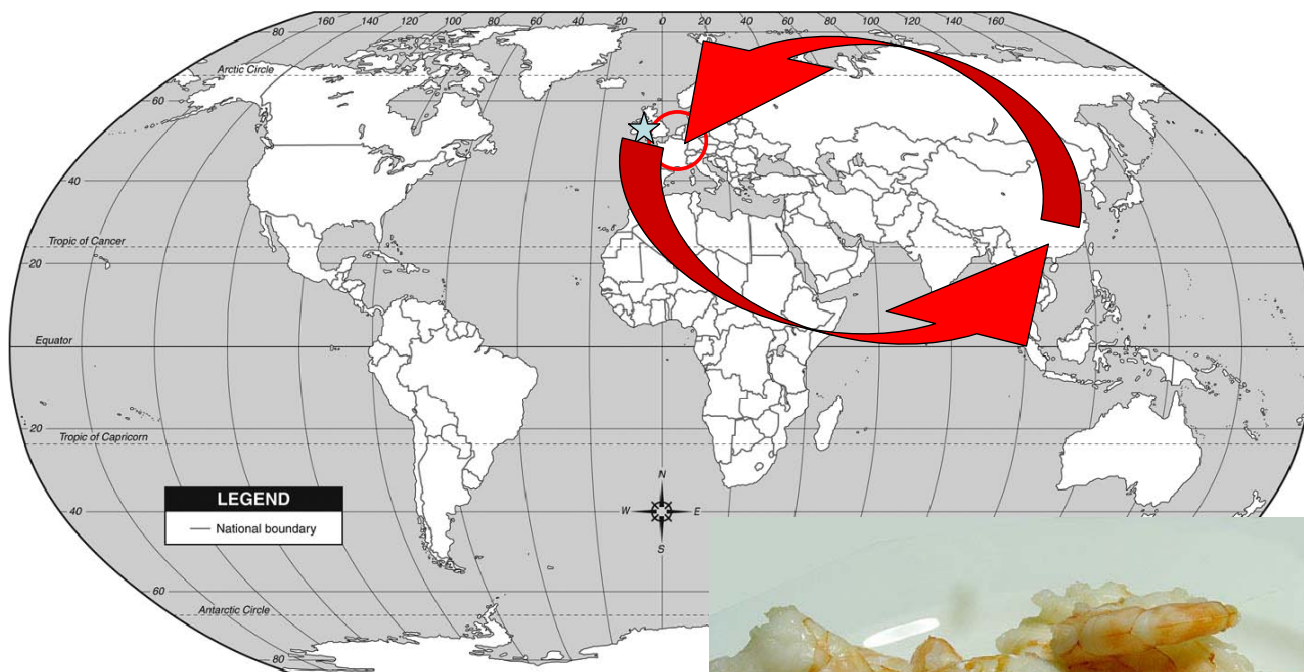 160 140 120 100 80 60 40 20 0 20 40 60 80 100 120 140 160
80
Arctic Circle
60
40
Tropic of Cancer
20
Equator
20
Tropic of Capricorn
LEGEND
National boundary
N
W E
S
40
60
Antarctic Circle
80